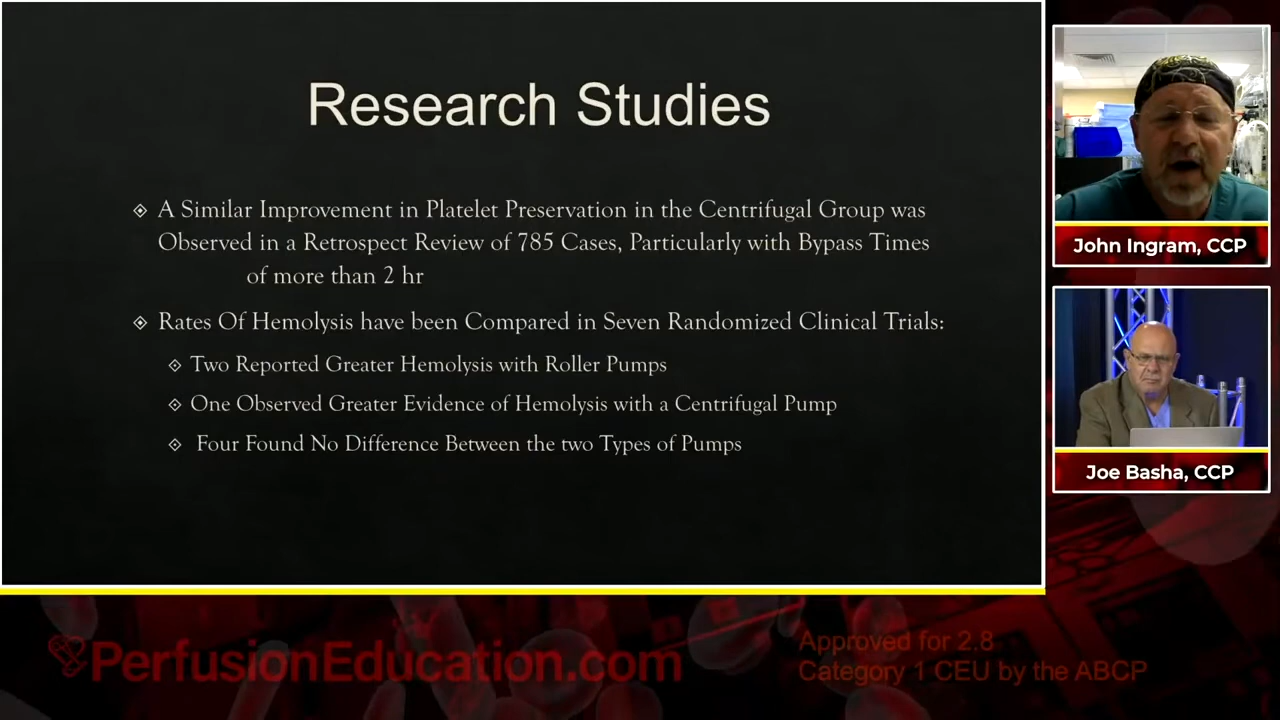 Research Studies
A Similar Improvement in Platelet Preservation in the Centrifugal Group was
Observed in a Retrospect Review of 785 Cases, Particularly with Bypass Times
of more than 2 hr
Rates Of Hemolysis have been Compared in Seven Randomized Clinical Trials:
Two Reported Greater Hemolysis with Roller Pumps
One Observed Greater Evidence of Hemolysis with a Centrifugal Pump
Four Found No Difference Between the two Types of Pumps
John Ingram, CCP
Joe Basha, CCP
PerfusionEducation.com
Approved for 2.8
Category 1 CEU by the ABCP